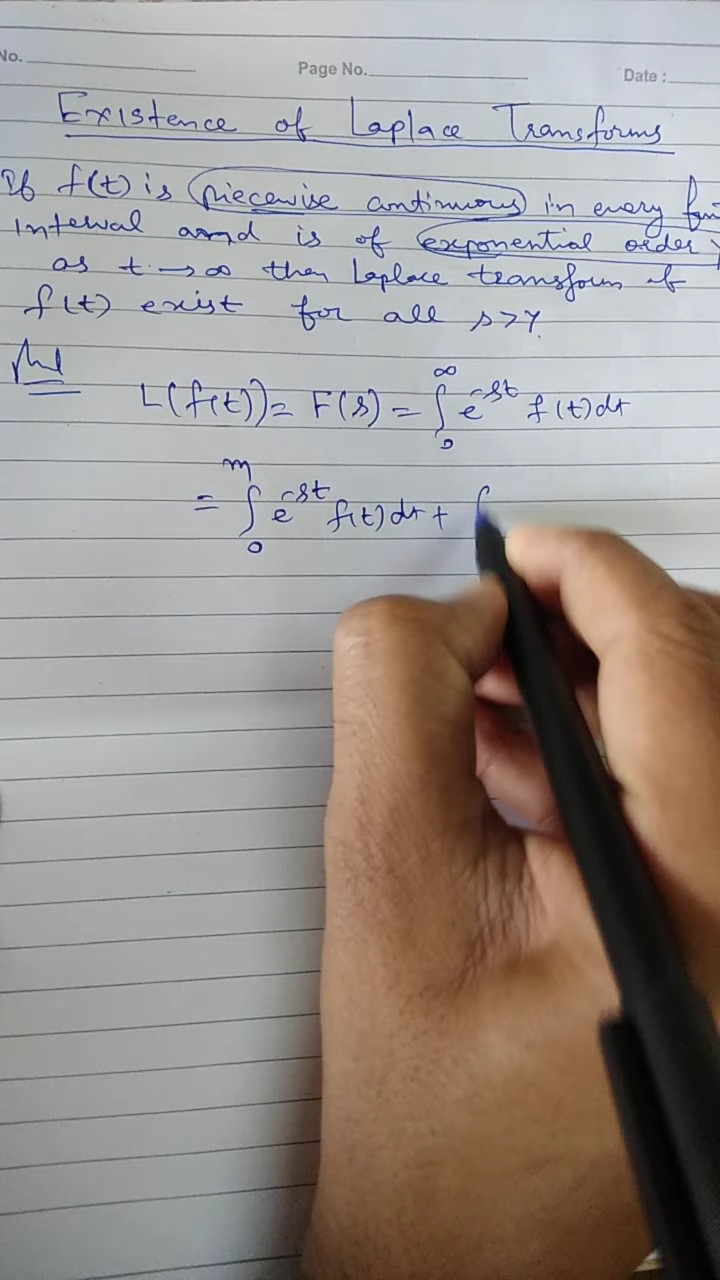 No.
Page No.
Date :
Existence of Laplace Transforms
If f(t) is piecewise continuous in every
Interval and is of exponential order γ
as t → ∞ then Laplace transform of
f(t) exist for all s>γ
L(f(t)) = F(s) = ∫₀^∞ e^-st f(t) dt
= ∫₀^m e^-st f(t) dt + ∫